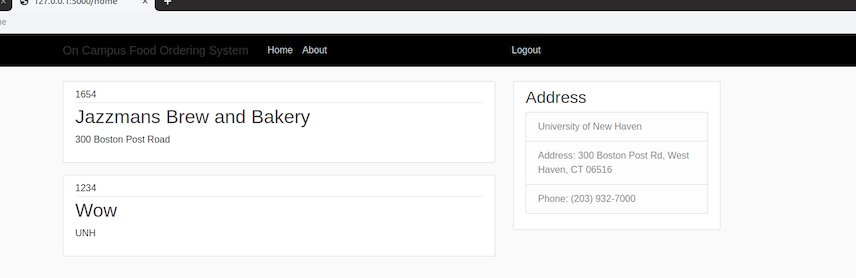 127.0.0.1:5000/home
On Campus Food Ordering System Home About Logout
1654
Jazzmans Brew and Bakery
300 Boston Post Road
1234
Wow
UNH
Address
University of New Haven
Address: 300 Boston Post Rd, West
Haven, CT 06516
Phone: (203) 932-7000